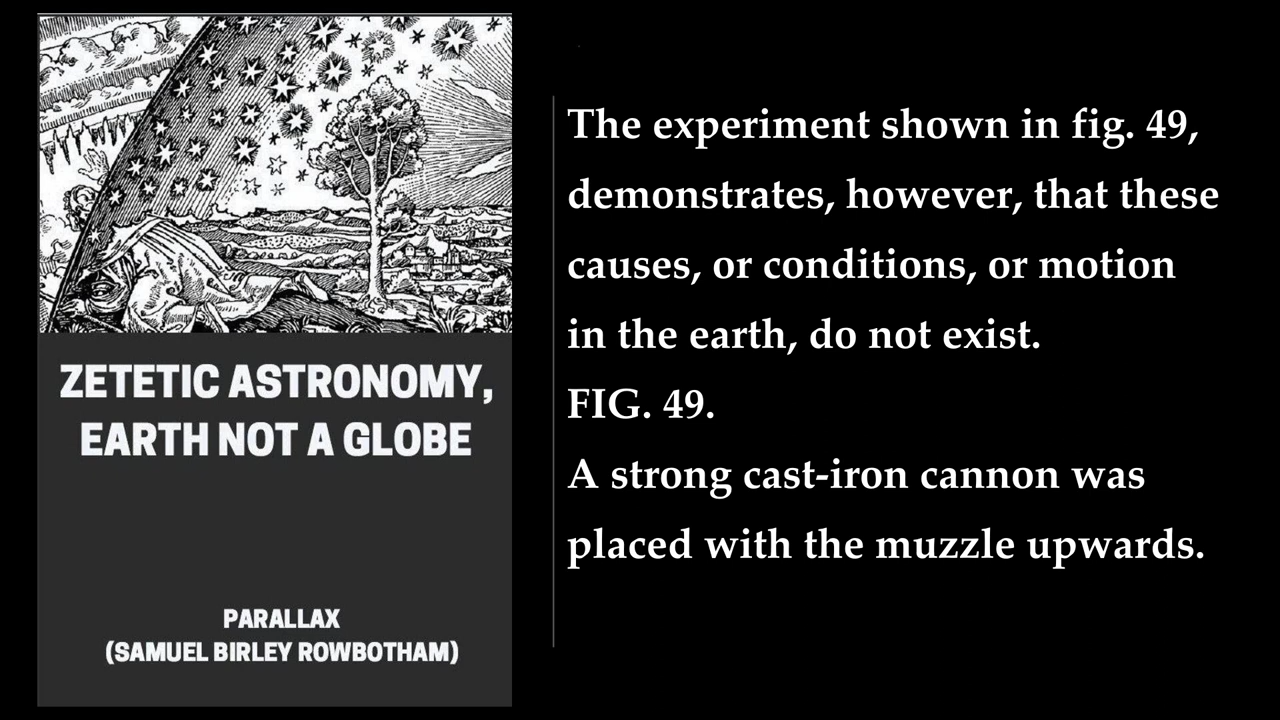 ZETETIC ASTRONOMY,
EARTH NOT A GLOBE
PARALLAX
(SAMUEL BIRLEY ROWBOTHAM)
The experiment shown in fig. 49,
demonstrates, however, that these
causes, or conditions, or motion
in the earth, do not exist.
FIG. 49.
A strong cast-iron cannon was
placed with the muzzle upwards.